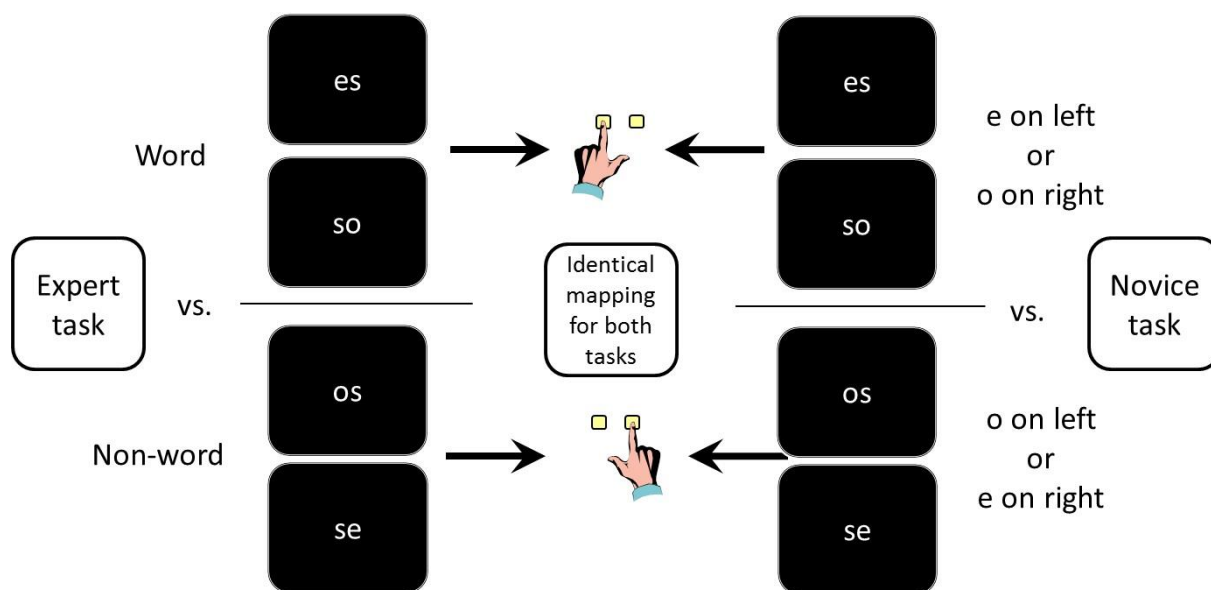 es
es
e on left
or
o on right
Word
so
so
Expert
task
vs.
Identical
mapping
for both
tasks
vs.
Novice
task
os
os
o on left
or
e on right
Non-word
se
se